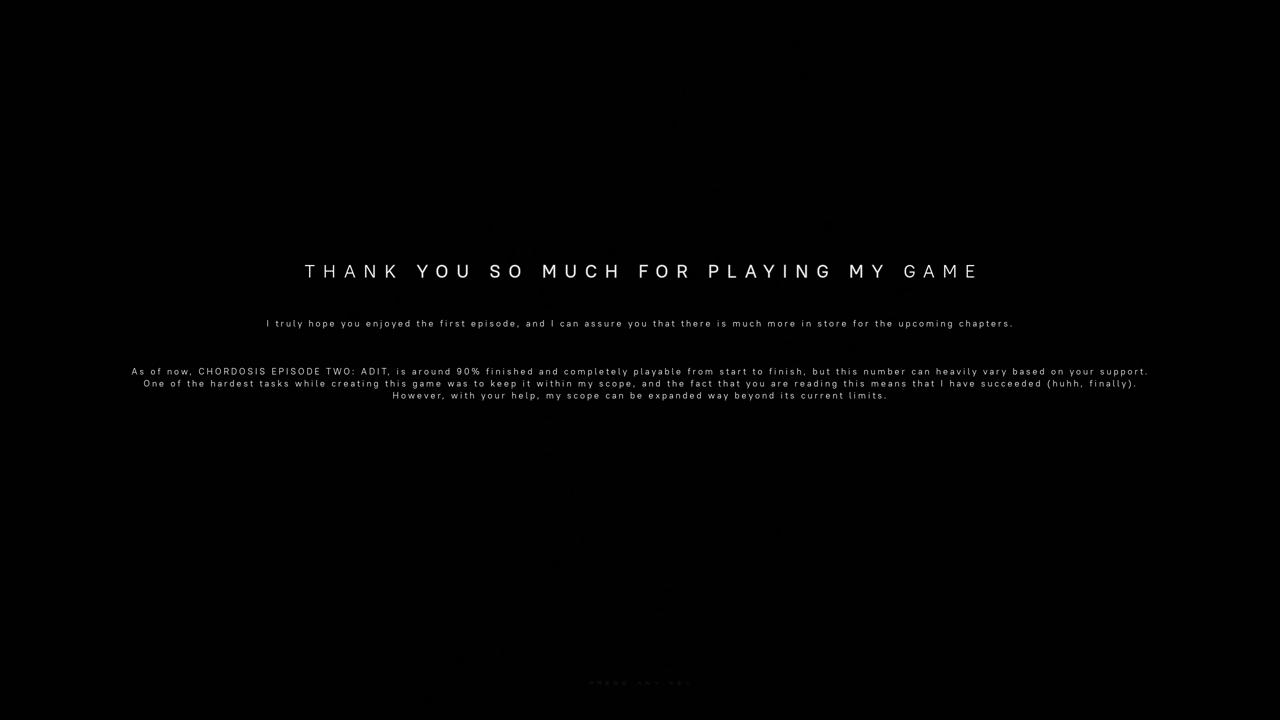 THANK YOU SO MUCH FOR PLAYING MY GAME
I truly hope you enjoyed the first episode, and I can assure you that there is much more in store for the upcoming chapters.
As of now, CHORDOSIS EPISODE TWO: ADIT, is around 90% finished and completely playable from start to finish, but this number can heavily vary based on your support.
One of the hardest tasks while creating this game was to keep it within my scope, and the fact that you are reading this means that I have succeeded (huhh, finally).
However, with your help, my scope can be expanded way beyond its current limits.
PRESS ANY KEY